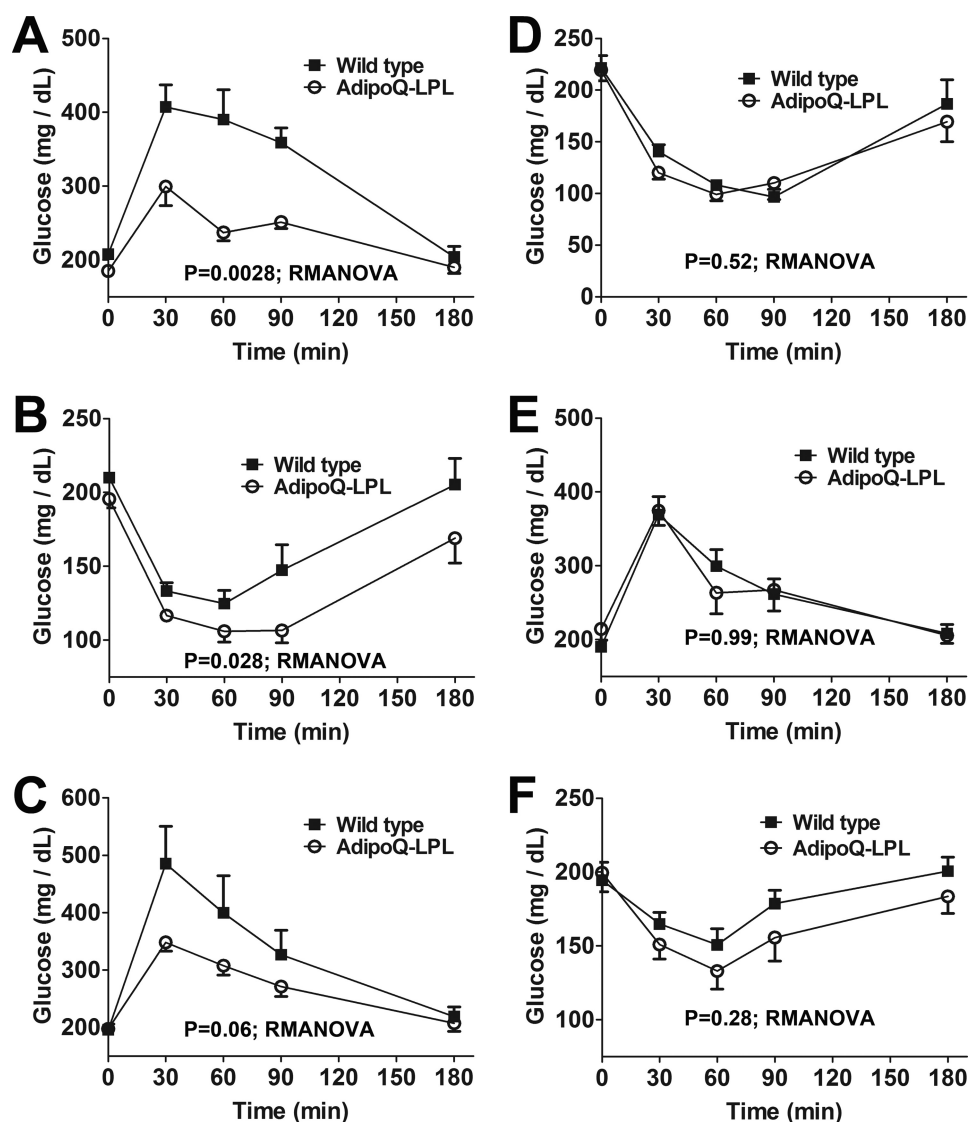 A
500
400
300
200
Glucose (mg / dL)
Wild type
AdipoQ-LPL
P=0.0028; RMANOVA
0 30 60 90 120 150 180
Time (min)
D
250
200
150
100
50
0
Glucose (mg / dL)
Wild type
AdipoQ-LPL
P=0.52; RMANOVA
0 30 60 90 120 150 180
Time (min)
B
250
200
150
100
Glucose (mg / dL)
Wild type
AdipoQ-LPL
P=0.028; RMANOVA
0 30 60 90 120 150 180
Time (min)
E
500
400
300
200
Glucose (mg / dL)
Wild type
AdipoQ-LPL
P=0.99; RMANOVA
0 30 60 90 120 150 180
Time (min)
C
600
500
400
300
200
Glucose (mg / dL)
Wild type
AdipoQ-LPL
P=0.06; RMANOVA
0 30 60 90 120 150 180
Time (min)
F
250
200
150
100
Glucose (mg / dL)
Wild type
AdipoQ-LPL
P=0.28; RMANOVA
0 30 60 90 120 150 180
Time (min)